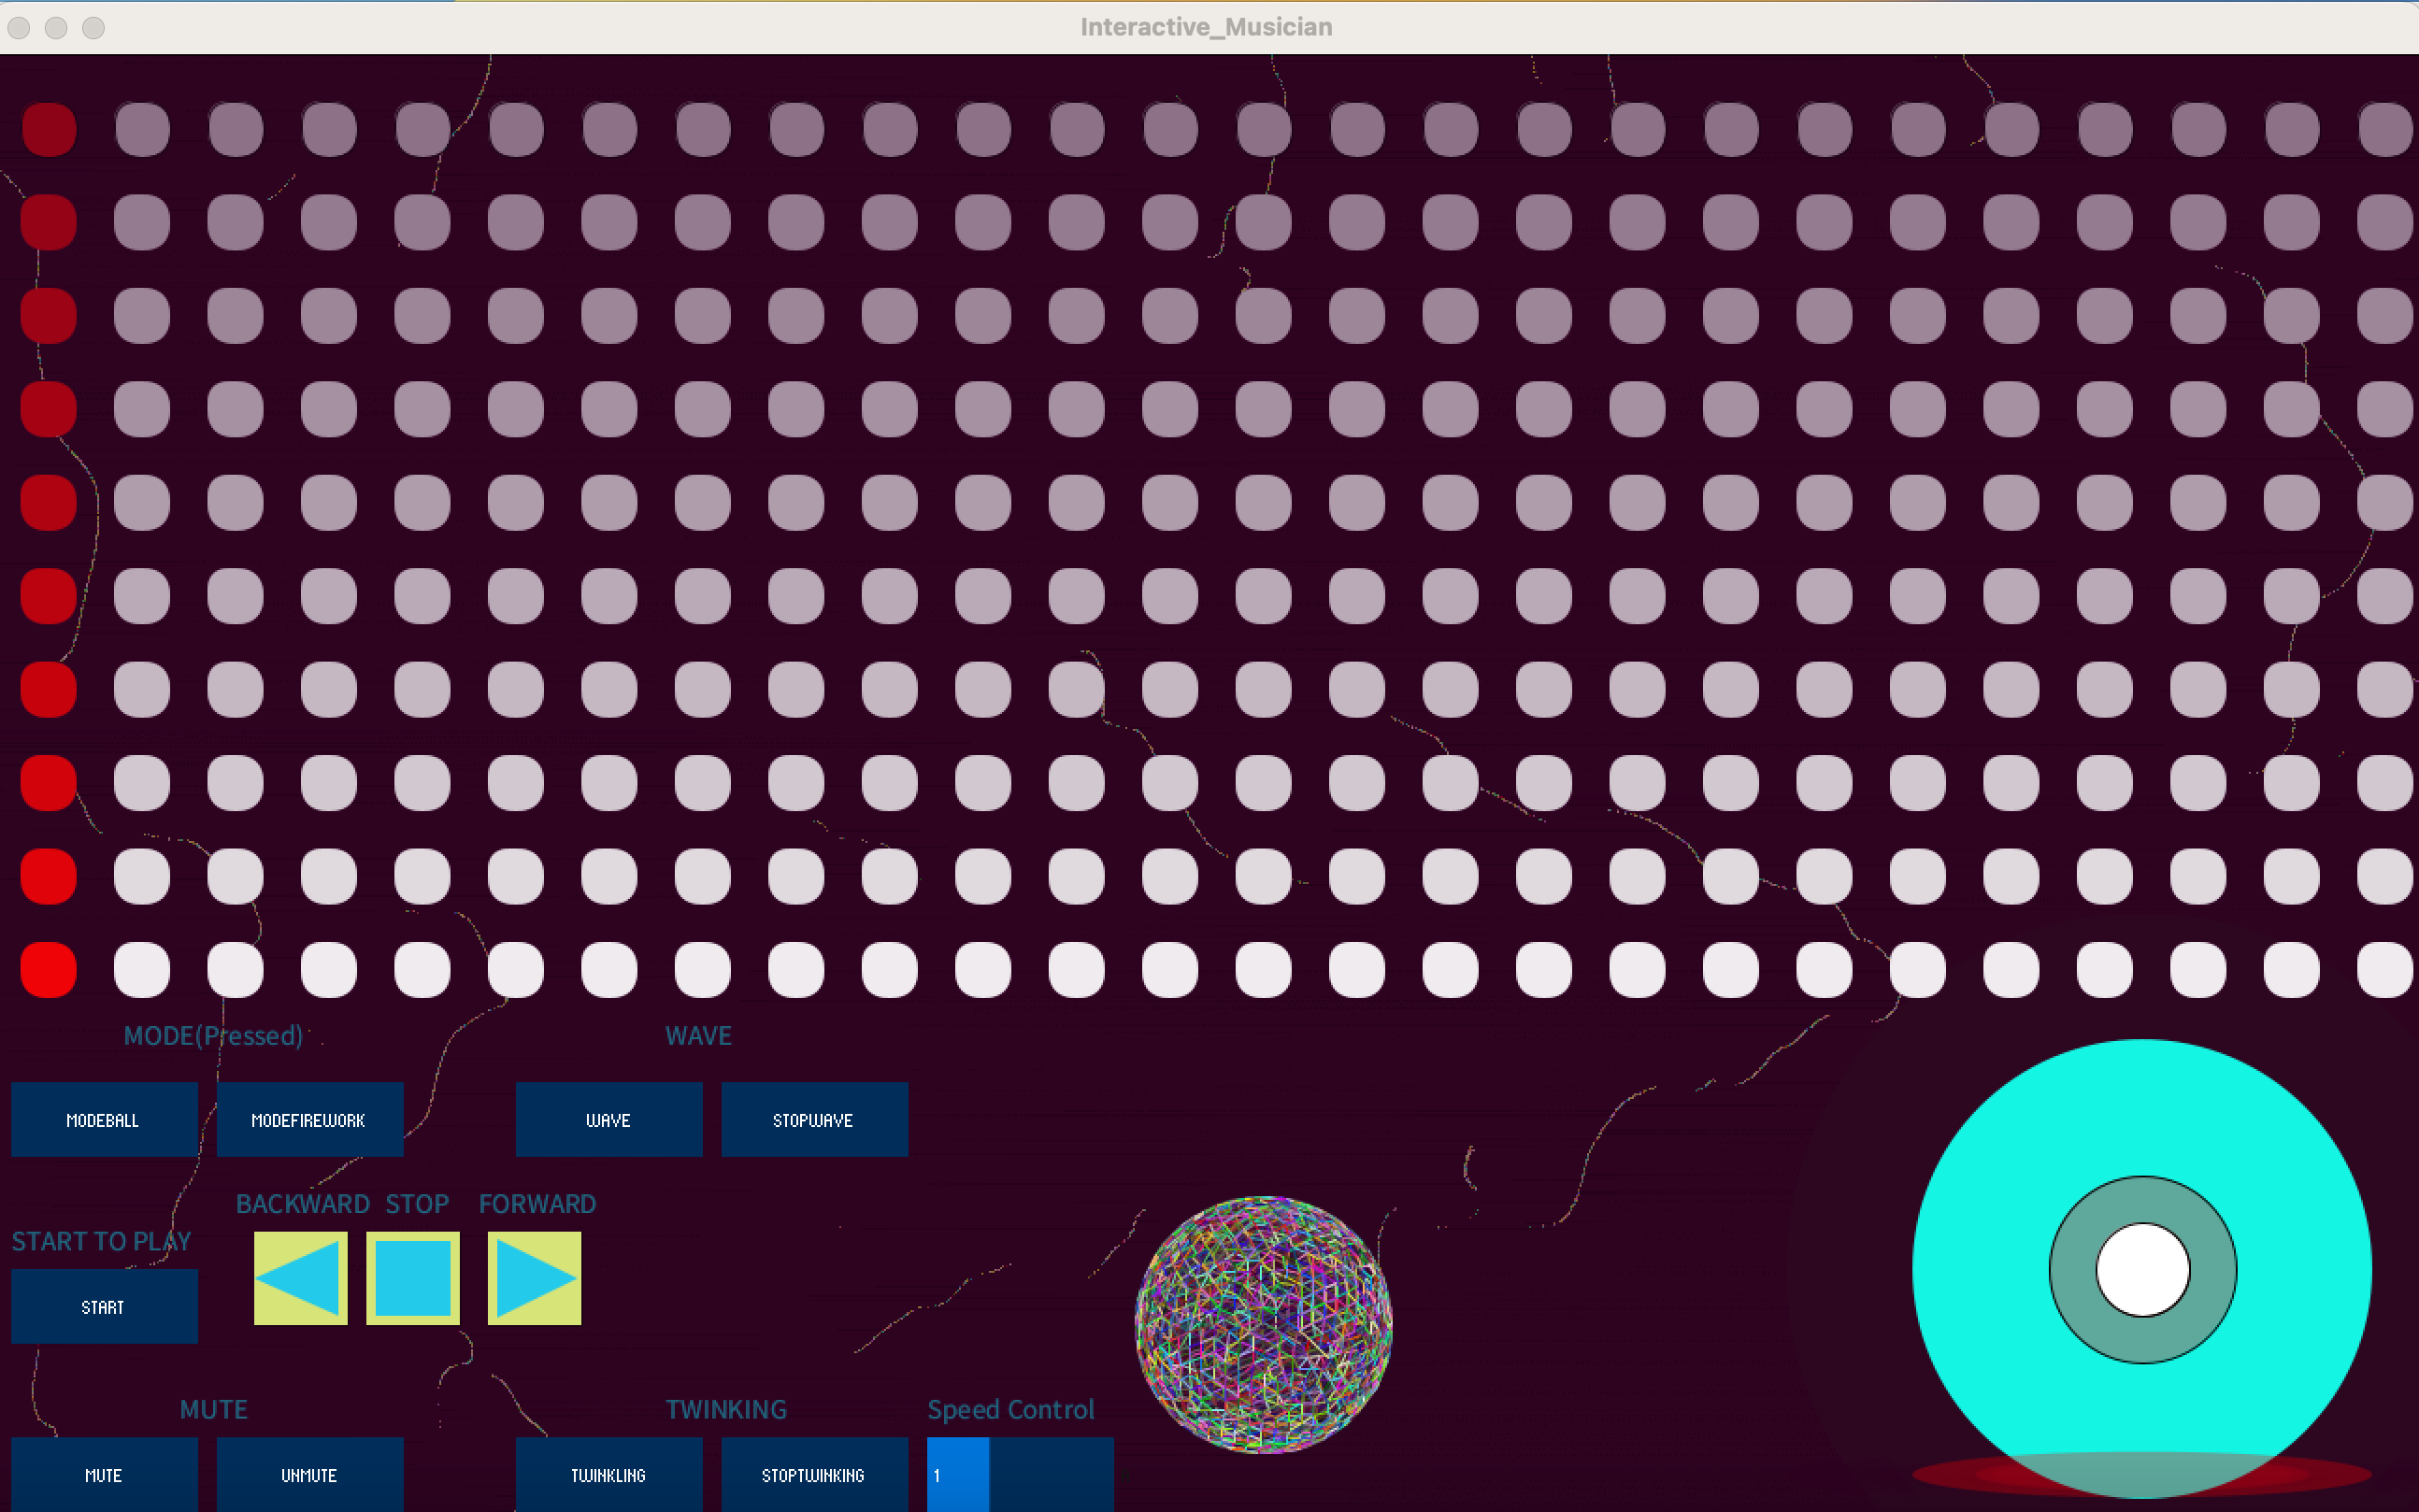 Interactive_Musician
MODE(Pressed)
WAVE
MODEBALL
MODEFIREWORK
WAVE
STOPWAVE
BACKWARD
STOP
FORWARD
START TO PLAY
START
MUTE
TWINKING
Speed Control
MUTE
UNMUTE
TWINKLING
STOPTWINKING
1